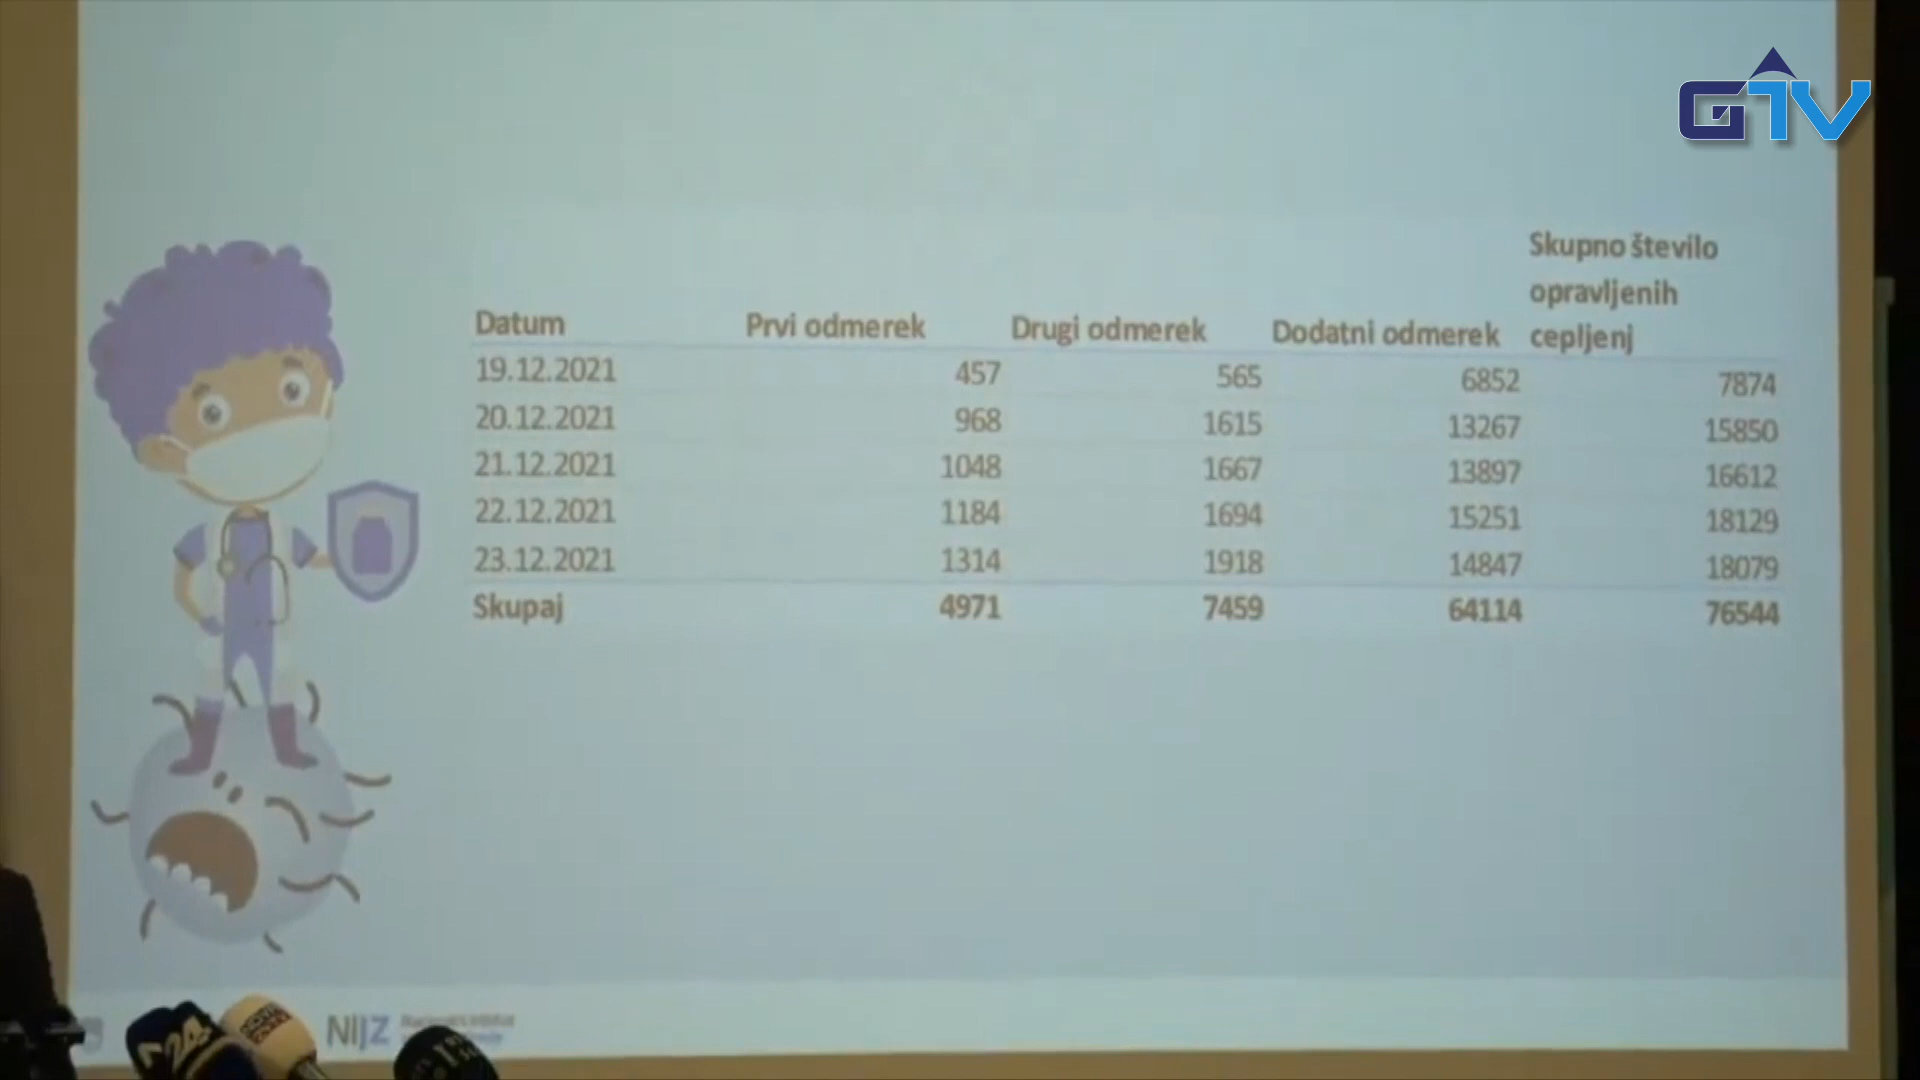 GTV
Skupno število
opravljenih
Datum Prvi odmerek Drugi odmerek Dodatni odmerek cepljenj
19.12.2021 457 565 6852 7874
20.12.2021 968 1615 13267 15850
21.12.2021 1048 1667 13897 16612
22.12.2021 1184 1694 15251 18129
23.12.2021 1314 1918 14847 18079
Skupaj 4971 7459 64114 76544
NIJZ
24